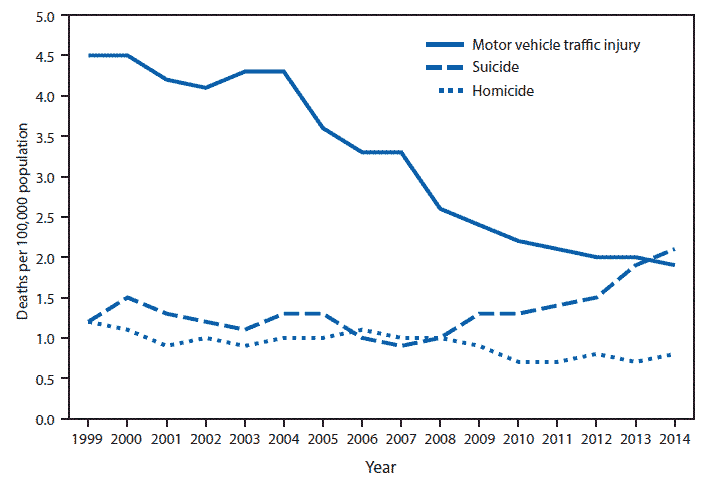 5.0
4.5
4.0
3.5
3.0
2.5
2.0
1.5
1.0
0.5
0.0
Deaths per 100,000 population
Motor vehicle traffic injury
Suicide
Homicide
1999 2000 2001 2002 2003 2004 2005 2006 2007 2008 2009 2010 2011 2012 2013 2014
Year